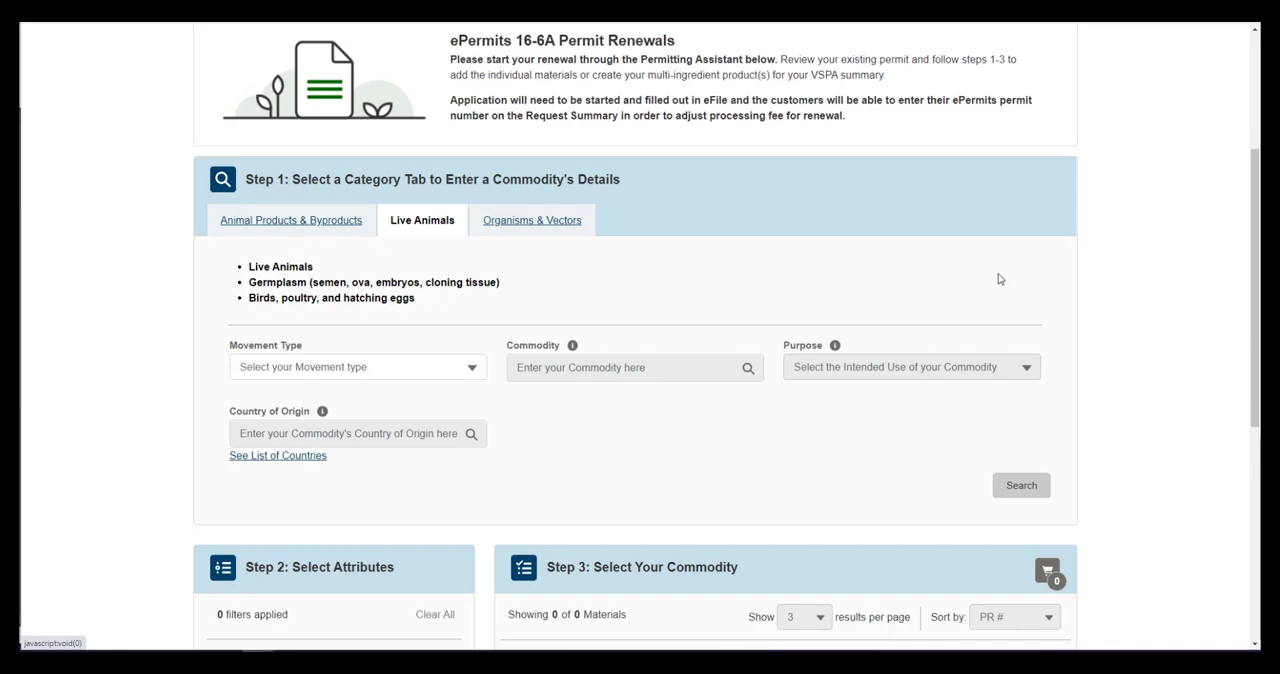 ePermits 16-6A Permit Renewals
Please start your renewal through the Permitting Assistant below. Review your existing permit and follow steps 1-3 to
add the individual materials or create your multi-ingredient product(s) for your VSPA summary.
Application will need to be started and filled out in eFile and the customers will be able to enter their ePermits permit
number on the Request Summary in order to adjust processing fee for renewal.
Step 1: Select a Category Tab to Enter a Commodity's Details
Animal Products & Byproducts Live Animals Organisms & Vectors
• Live Animals
• Germplasm (semen, ova, embryos, cloning tissue)
• Birds, poultry, and hatching eggs
Movement Type Commodity Purpose
Select your Movement type Enter your Commodity here Select the Intended Use of your Commodity
Country of Origin
Enter your Commodity's Country of Origin here
See List of Countries
Search
Step 2: Select Attributes Step 3: Select Your Commodity
0
0 filters applied Clear All Showing 0 of 0 Materials Show 3 results per page Sort by: PR #
javascript:void(0)